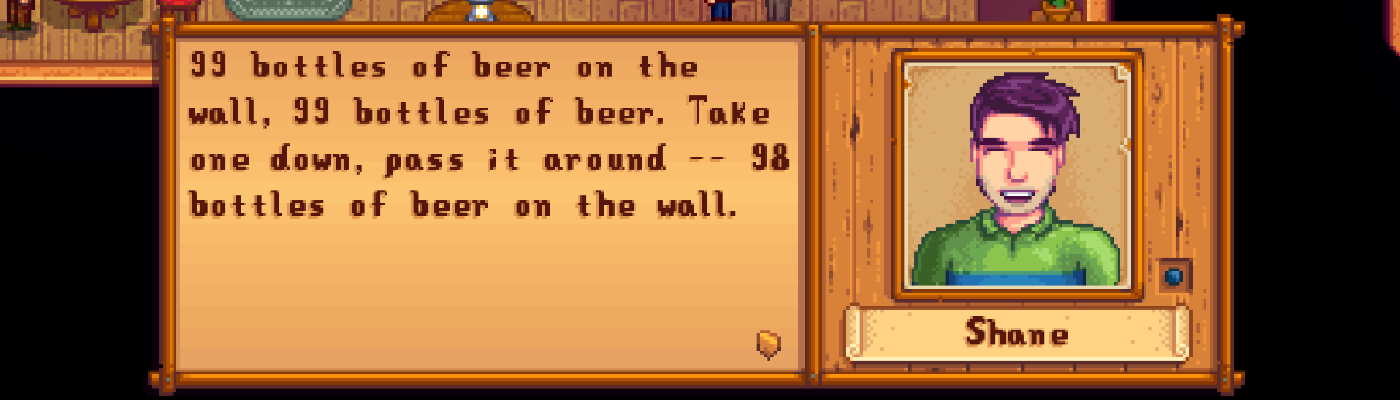 99 bottles of beer on the
wall, 99 bottles of beer. Take
one down, pass it around -- 98
bottles of beer on the wall.
Shane